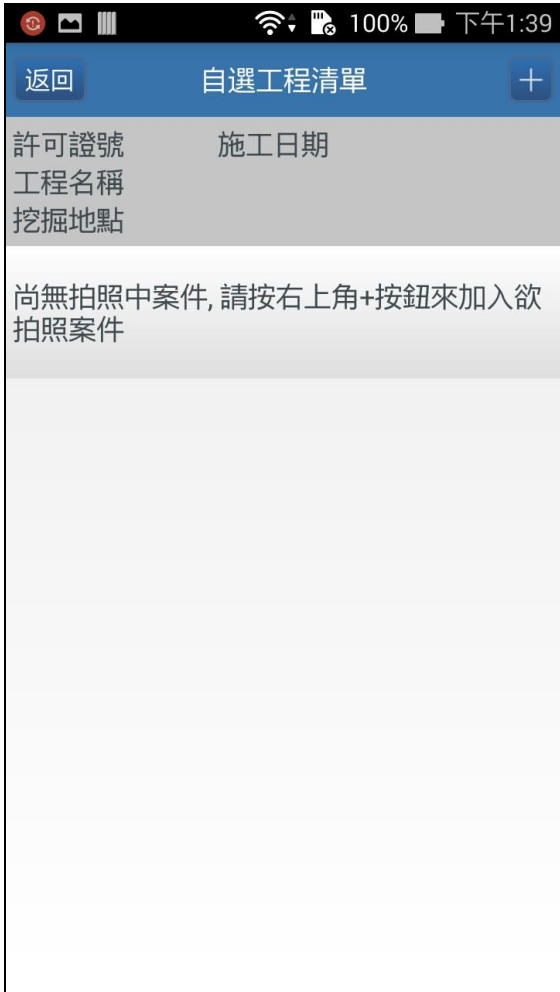 100% 下午1:39
返回 自選工程清單 +
許可證號 施工日期
工程名稱
挖掘地點
尚無拍照中案件, 請按右上角+按鈕來加入欲
拍照案件